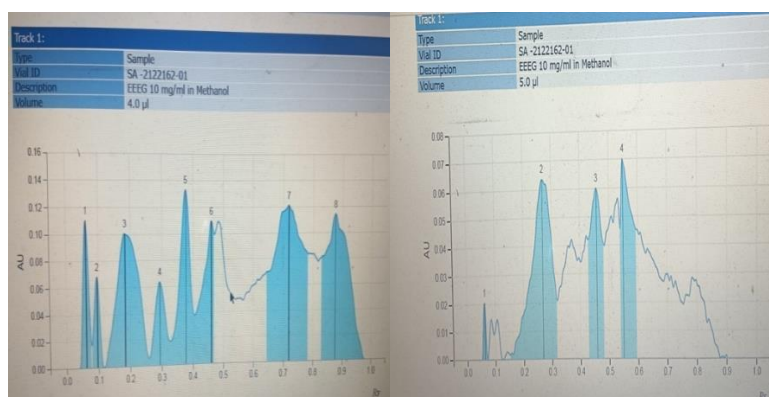 Track 1:
Type Sample
Vial ID SA -2122162-01
Description EEEG 10 mg/ml in Methanol
Volume 4.0 µl
0.16
0.14
0.12
0.10
0.08
0.06
0.04
0.02
0.00
AU
1
2
3
4
5
6
7
8
0.0 0.1 0.2 0.3 0.4 0.5 0.6 0.7 0.8 0.9 1.0
Rf
Track 1:
Type Sample
Vial ID SA -2122162-01
Description EEEG 10 mg/ml in Methanol
Volume 5.0 µl
0.08
0.07
0.06
0.05
0.04
0.03
0.02
0.01
0.00
AU
1
2
3
4
0.0 0.1 0.2 0.3 0.4 0.5 0.6 0.7 0.8 0.9 1.0